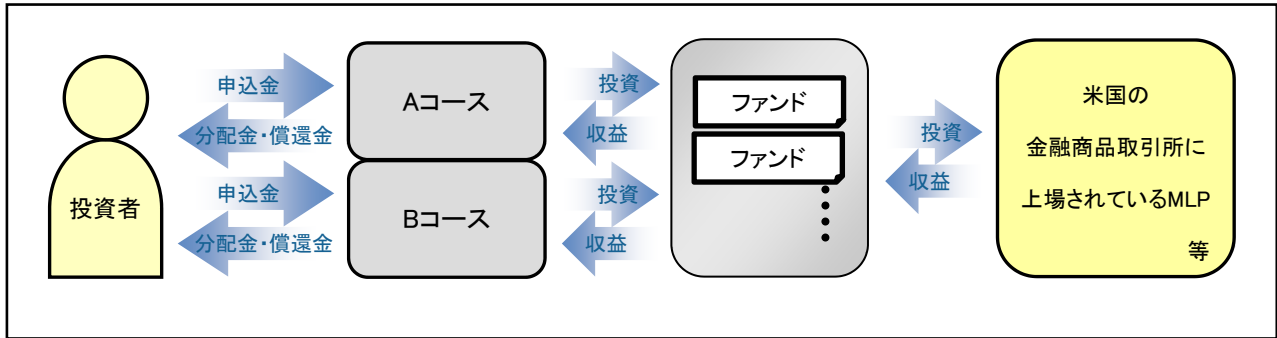 投資者
申込金
分配金・償還金
申込金
分配金・償還金
Aコース
Bコース
投資
収益
投資
収益
ファンド
ファンド
投資
収益
米国の
金融商品取引所に
上場されているMLP
等